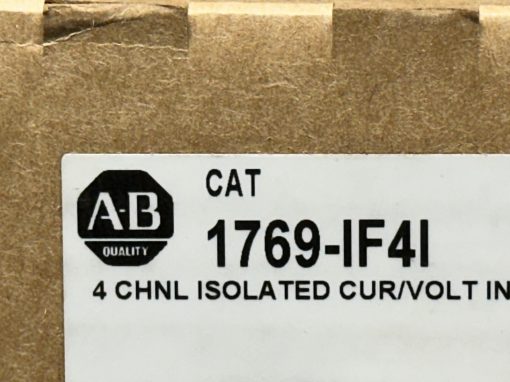 CAT
A-B
1769-IF4I
QUALITY
4 CHNL ISOLATED CUR/VOLT IN